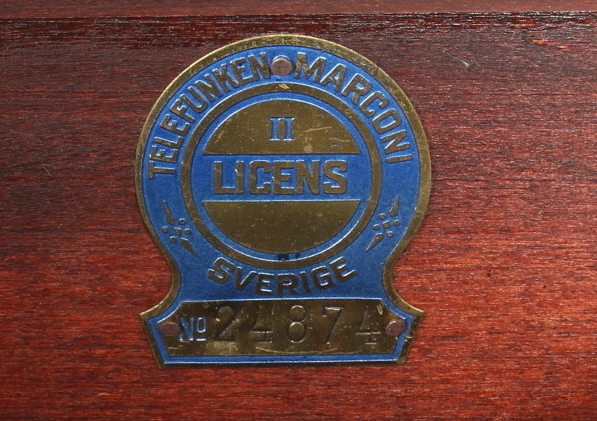 TELEFUNKEN MARCONI
II
LICENS
SVERIGE
No 24874